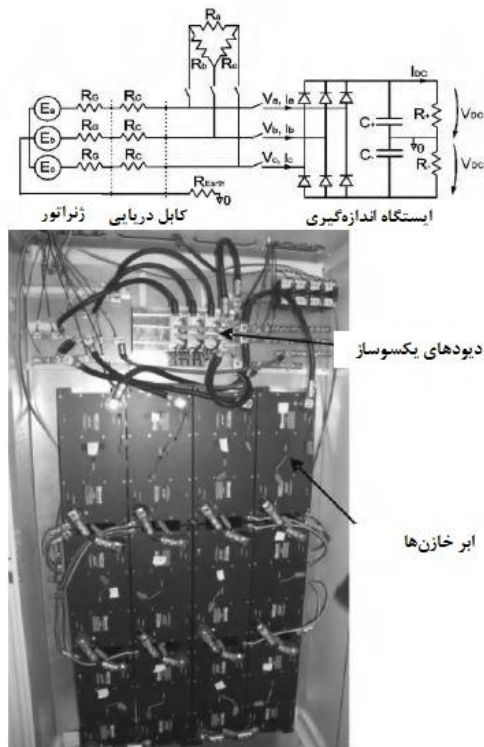 Ra
Rb Rc
RG RC Va, Ia IDC
Ea
RG RC Vb, Ib C+ R+ VDC
Eb
RG RC Vc, Ic 0
Ec
C- R- VDC
REarth 0
ژنراتور کابل دریایی ایستگاه اندازه‌گیری
دیودهای یکسوساز
ابر خازن‌ها